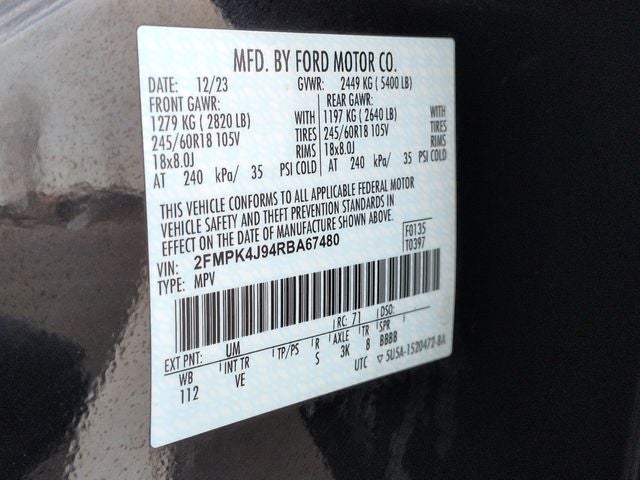 MFD. BY FORD MOTOR CO.
DATE: 12/23 GVWR: 2449 KG ( 5400 LB)
FRONT GAWR: REAR GAWR:
1279 KG ( 2820 LB) WITH 1197 KG ( 2640 LB) WITH
245/60R18 105V TIRES 245/60R18 105V TIRES
18x8.0J RIMS 18x8.0J RIMS
AT 240 kPa/ 35 PSI COLD AT 240 kPa/ 35 PSI COLD
THIS VEHICLE CONFORMS TO ALL APPLICABLE FEDERAL MOTOR
VEHICLE SAFETY AND THEFT PREVENTION STANDARDS IN
EFFECT ON THE DATE OF MANUFACTURE SHOWN ABOVE.
VIN: 2FMPK4J94RBA67480 F0135
TYPE: MPV T0397
EXT PNT: UM RC: 71 DSO:
WB INT TR TP/PS R AXLE TR SPR
112 VE S 3K 8 BBBB
UTC ▽ 5USA-1520472-BA